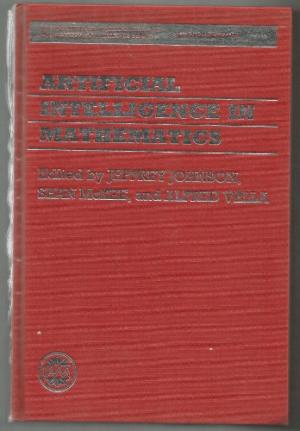 ARTIFICIAL
INTELLIGENCE IN
MATHEMATICS
Edited by JEFFREY JOHNSON,
SEAN McKEE, and ALFRED VELLA